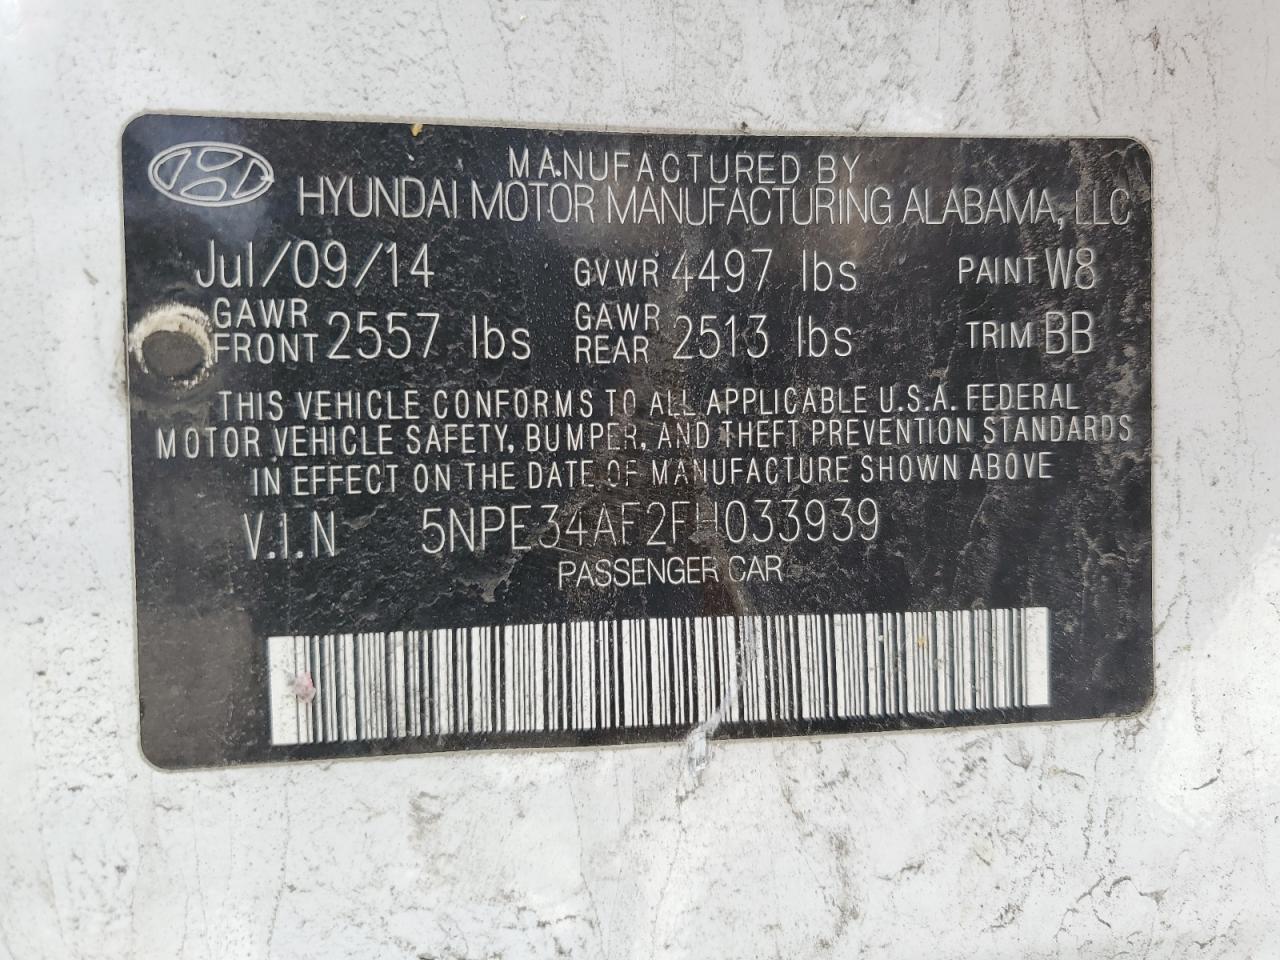 MANUFACTURED BY
HYUNDAI MOTOR MANUFACTURING ALABAMA, LLC
Jul/09/14 GVWR 4497 lbs PAINT W8
GAWR FRONT 2557 lbs GAWR REAR 2513 lbs TRIM BB
THIS VEHICLE CONFORMS TO ALL APPLICABLE U.S.A. FEDERAL
MOTOR VEHICLE SAFETY, BUMPER, AND THEFT PREVENTION STANDARDS
IN EFFECT ON THE DATE OF MANUFACTURE SHOWN ABOVE
V.I.N 5NPE34AF2FH033939
PASSENGER CAR